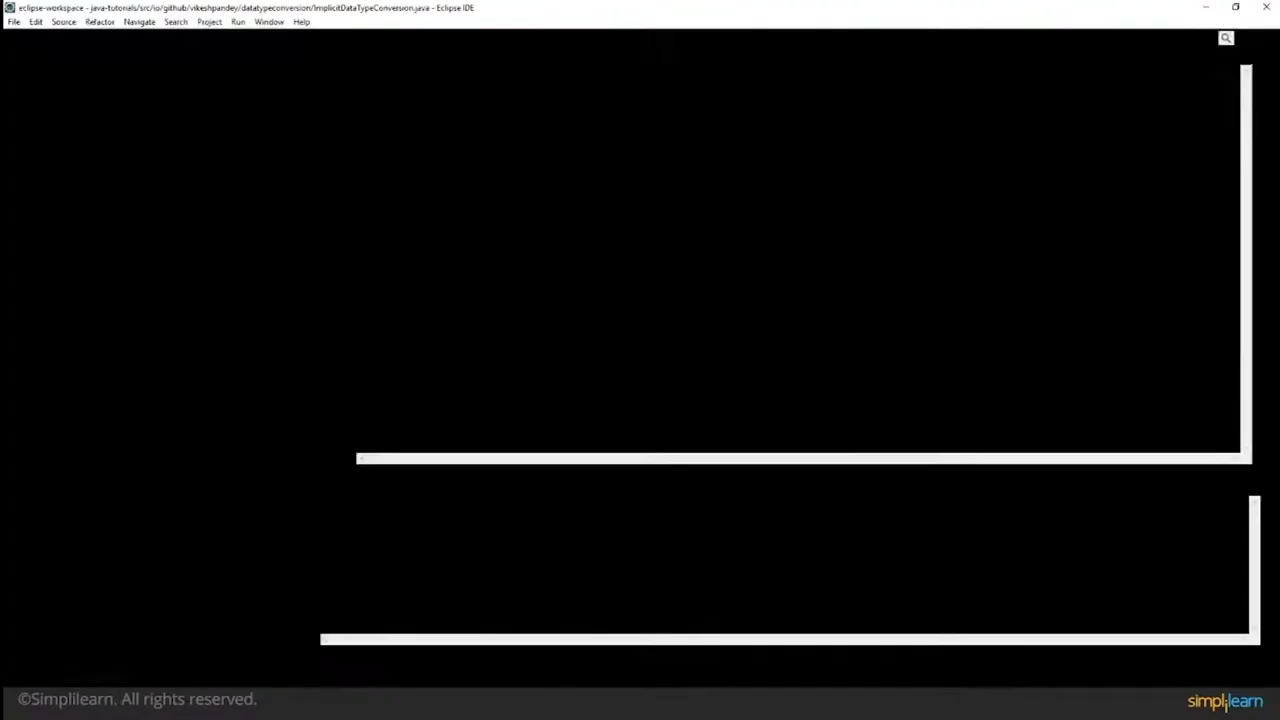 eclipse-workspace - java-tutorials/src/io/github/vikeshpandey/datatypeconversion/ImplicitDataTypeConversion.java - Eclipse IDE
File Edit Source Refactor Navigate Search Project Run Window Help
©Simplilearn. All rights reserved.
simplilearn